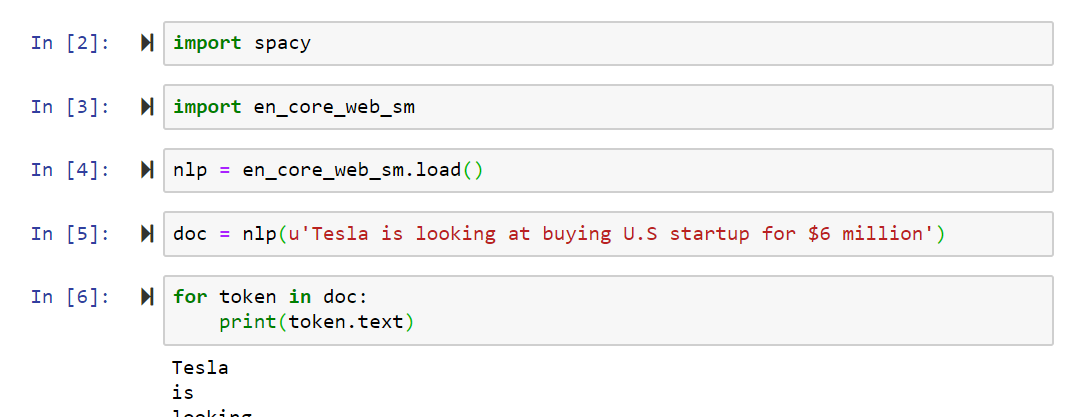 In [2]: import spacy
In [3]: import en_core_web_sm
In [4]: nlp = en_core_web_sm.load()
In [5]: doc = nlp(u'Tesla is looking at buying U.S startup for $6 million')
In [6]: for token in doc:
    print(token.text)
Tesla
is
looking